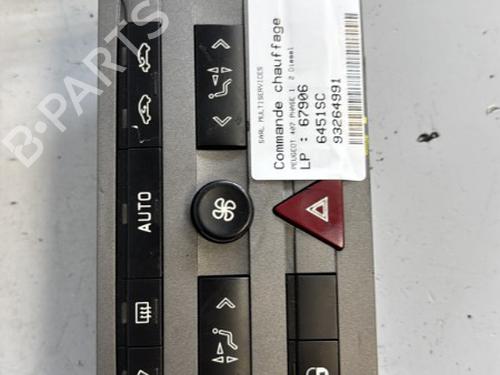 B-PARTS
SARL MULTISERVICES
Commande chauffage
PEUGEOT 407 PHASE 1 2 Diesel
LP : 67906
6451SC
93264991
AUTO